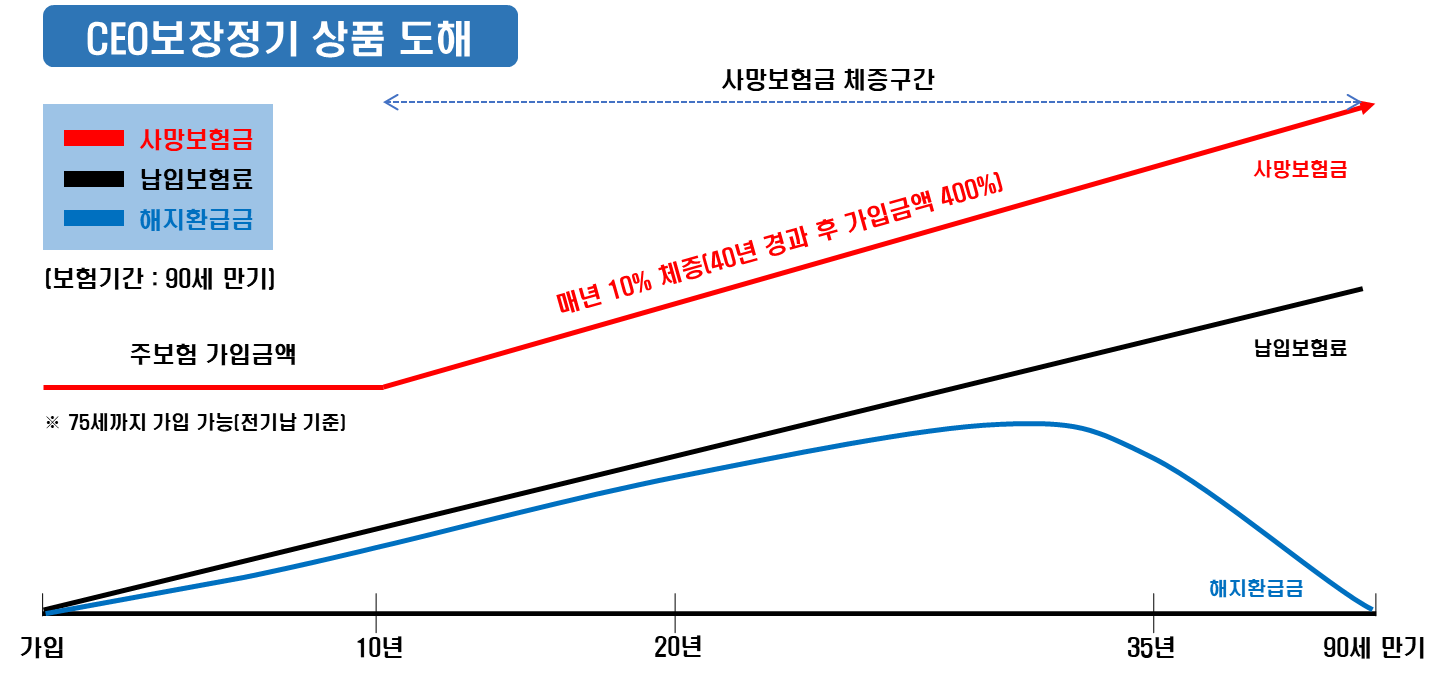 CEO보장정기 상품 도해
사망보험금 체증구간
사망보험금
납입보험료
해지환급금
(보험기간 : 90세 만기)
사망보험금
매년 10% 체증(40년 경과 후 가입금액 400%)
주보험 가입금액
납입보험료
※ 75세까지 가입 가능(전기납 기준)
해지환급금
가입
10년
20년
35년
90세 만기